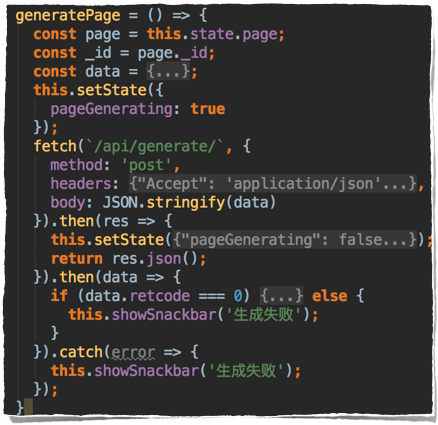 generatePage = () => {
const page = this.state.page;
const _id = page._id;
const data = {...};
this.setState({
pageGenerating: true
});
fetch(`/api/generate/`, {
method: 'post',
headers: {"Accept": 'application/json'...},
body: JSON.stringify(data)
}).then(res => {
this.setState({"pageGenerating": false...});
return res.json();
}).then(data => {
if (data.retcode === 0) {...} else {
this.showSnackbar('生成失败');
}
}).catch(error => {
this.showSnackbar('生成失败');
});
}